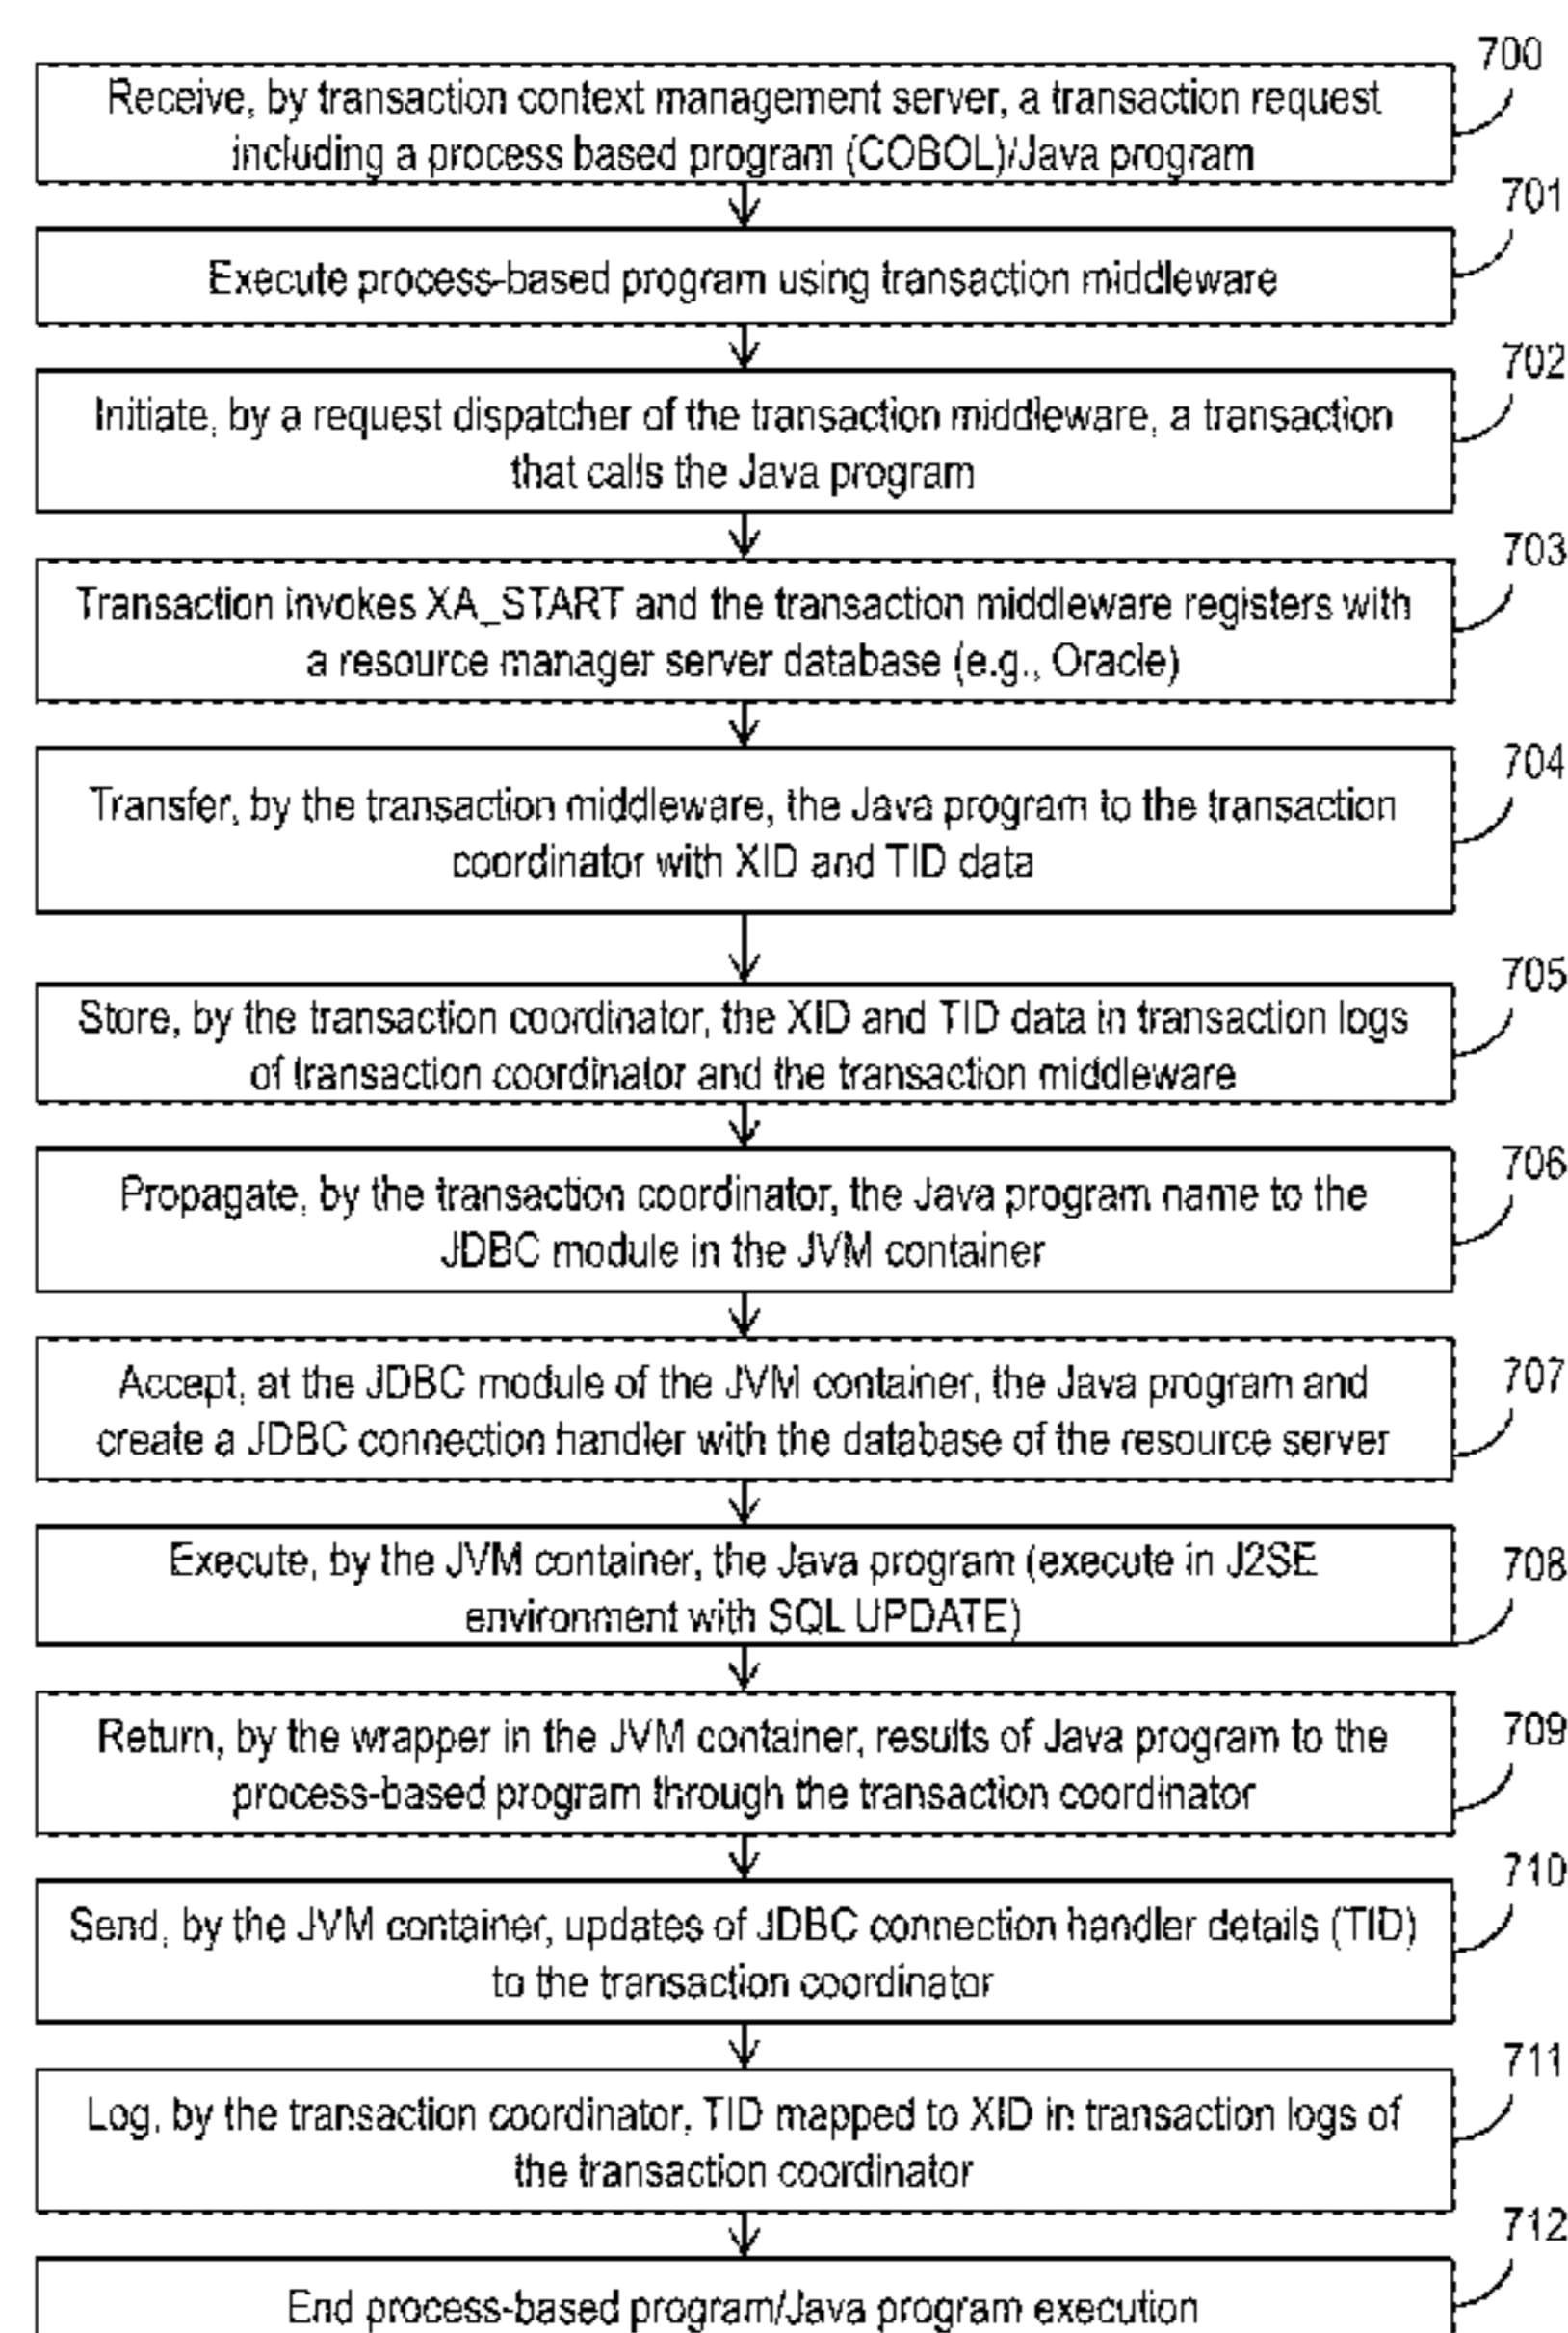 700
Receive, by transaction context management server, a transaction request
including a process based program (COBOL)/Java program
701
Execute process-based program using transaction middleware
702
Initiate, by a request dispatcher of the transaction middleware, a transaction
that calls the Java program
703
Transaction invokes XA_START and the transaction middleware registers with
a resource manager server database (e.g., Oracle)
704
Transfer, by the transaction middleware, the Java program to the transaction
coordinator with XID and TID data
705
Store, by the transaction coordinator, the XID and TID data in transaction logs
of transaction coordinator and the transaction middleware
706
Propagate, by the transaction coordinator, the Java program name to the
JDBC module in the JVM container
707
Accept, at the JDBC module of the JVM container, the Java program and
create a JDBC connection handler with the database of the resource server
708
Execute, by the JVM container, the Java program (execute in J2SE
environment with SQL UPDATE)
709
Return, by the wrapper in the JVM container, results of Java program to the
process-based program through the transaction coordinator
710
Send, by the JVM container, updates of JDBC connection handler details (TID)
to the transaction coordinator
711
Log, by the transaction coordinator, TID mapped to XID in transaction logs of
the transaction coordinator
712
End process-based program/Java program execution